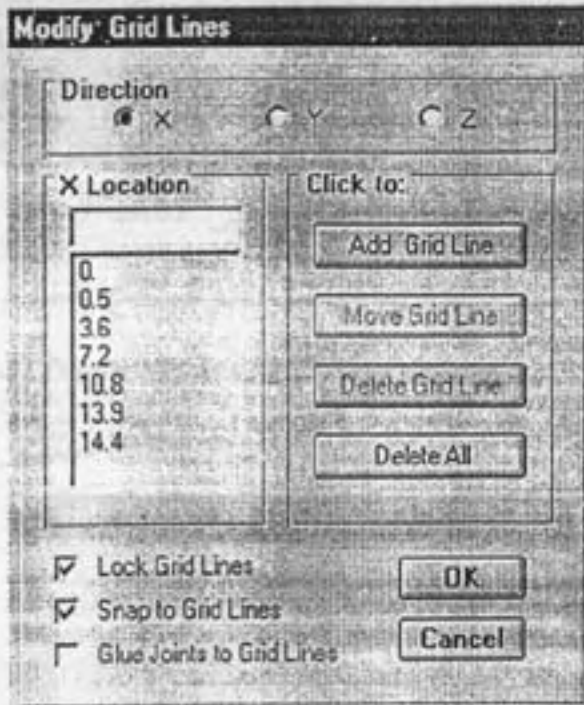 Modify Grid Lines
Direction
X Y Z
X Location
0.
0.5
3.6
7.2
10.8
13.9
14.4
Click to:
Add Grid Line
Move Grid Line
Delete Grid Line
Delete All
Lock Grid Lines
Snap to Grid Lines
Glue Joints to Grid Lines
OK
Cancel